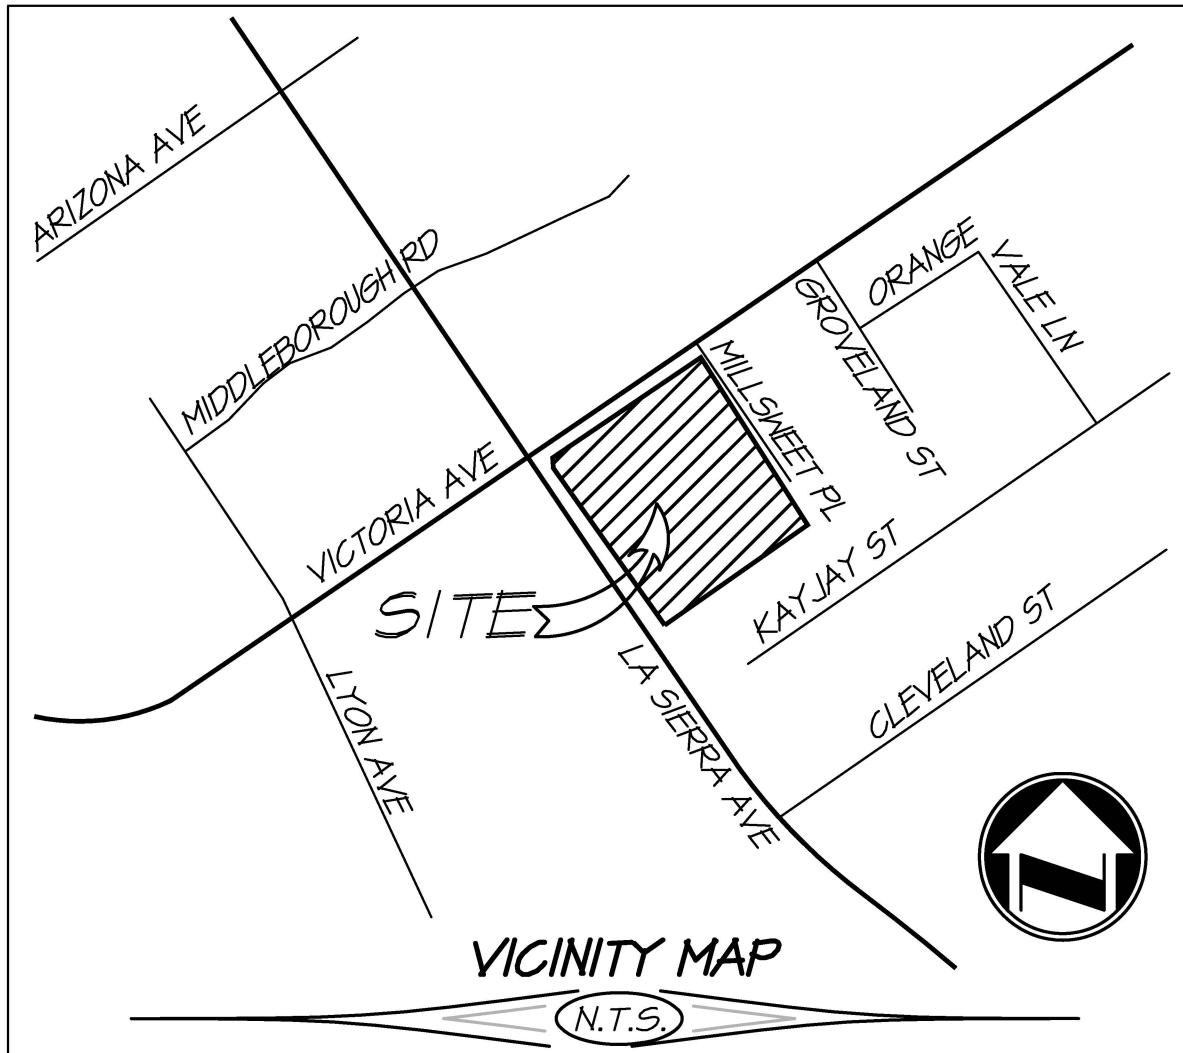 ARIZONA AVE
MIDDLEBOROUGH RD
ORANGE
VALE LN
GROVELAND ST
MILLSWEET PL
VICTORIA AVE
SITE
KAYJAY ST
CLEVELAND ST
LA SIERRA AVE
LYON AVE
N
VICINITY MAP
N.T.S.